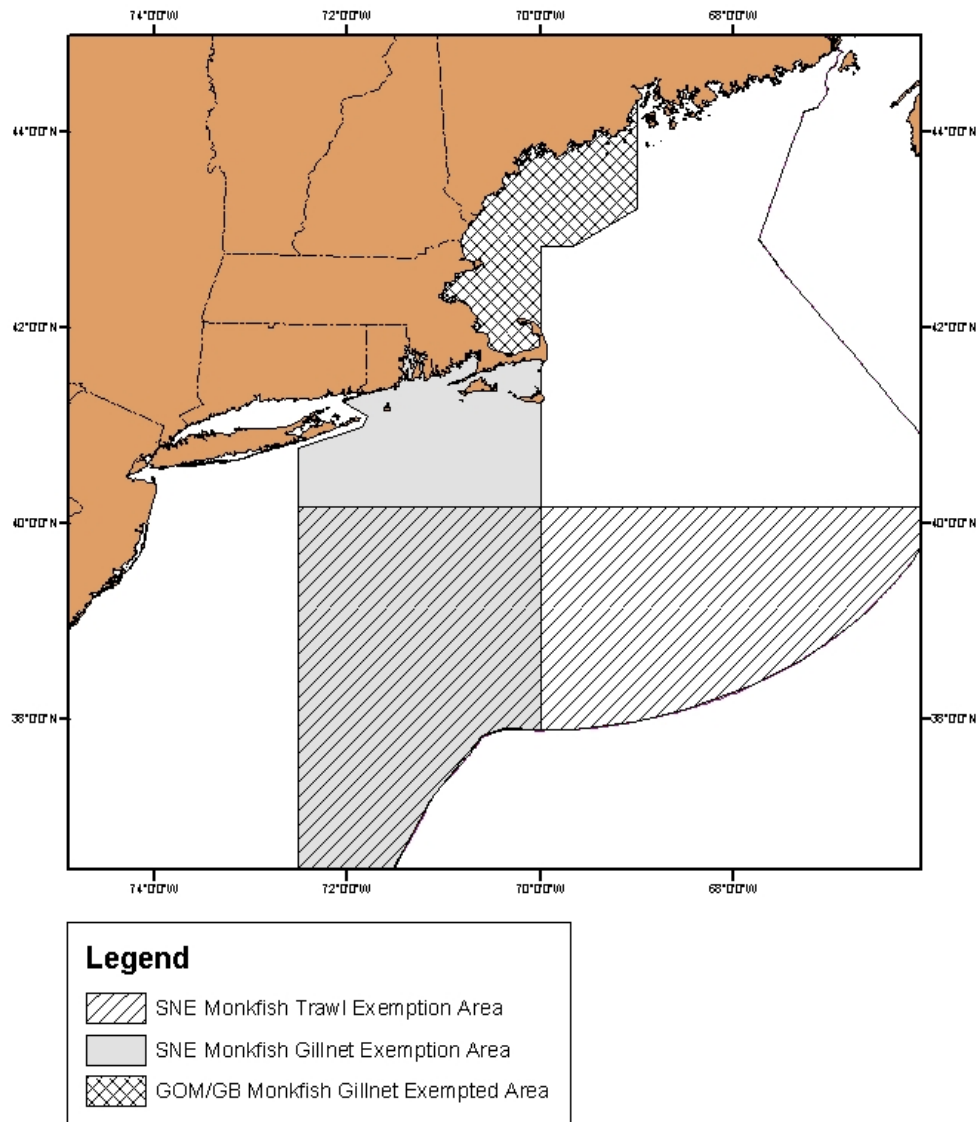 74°0'0"W 72°0'0"W 70°0'0"W 68°0'0"W
44°0'0"N 44°0'0"N
42°0'0"N 42°0'0"N
40°0'0"N 40°0'0"N
38°0'0"N 38°0'0"N
74°0'0"W 72°0'0"W 70°0'0"W 68°0'0"W
Legend
SNE Monkfish Trawl Exemption Area
SNE Monkfish Gillnet Exemption Area
GOM/GB Monkfish Gillnet Exempted Area